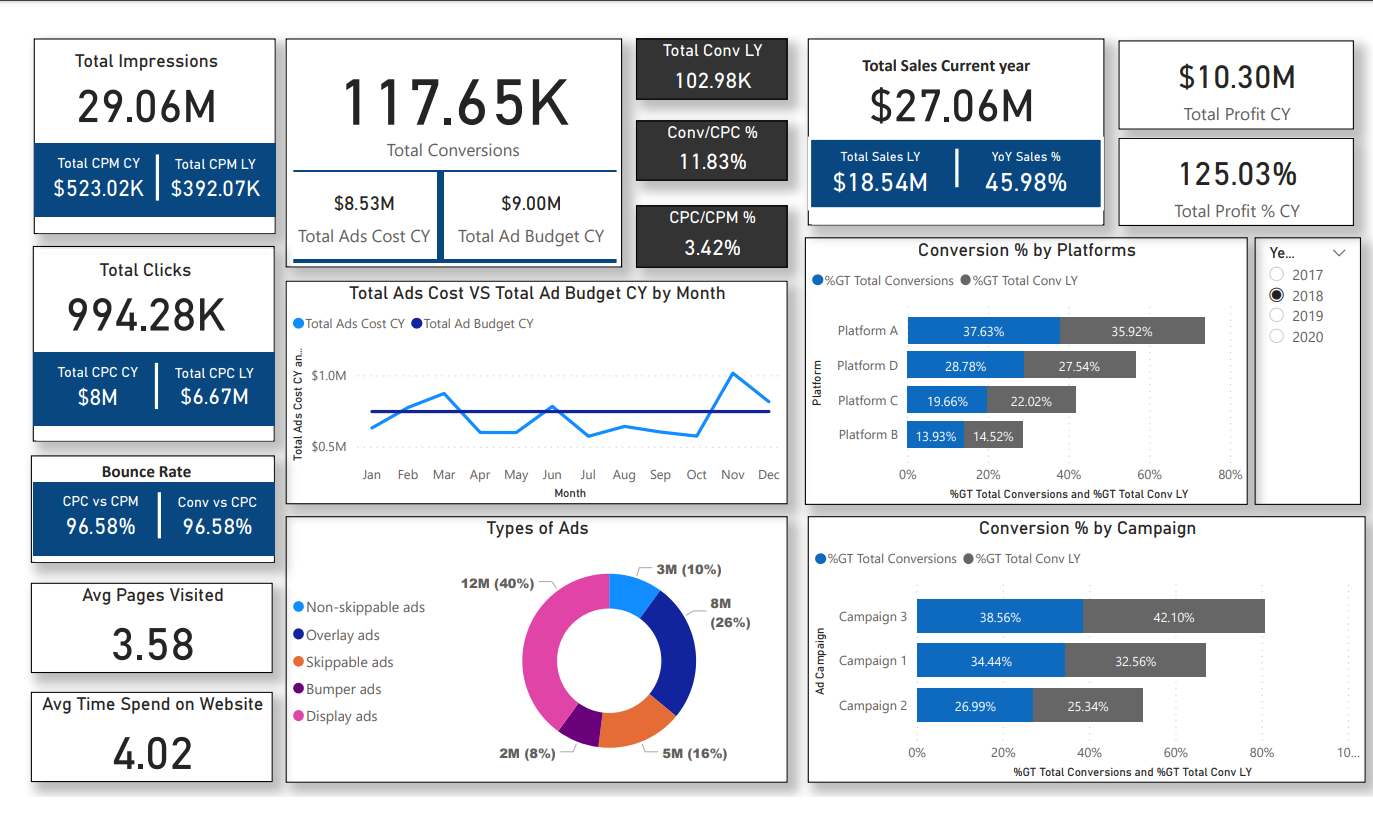 Total Impressions
29.06M
Total CPM CY
$523.02K
Total CPM LY
$392.07K
Total Clicks
994.28K
Total CPC CY
$8M
Total CPC LY
$6.67M
Bounce Rate
CPC vs CPM
96.58%
Conv vs CPC
96.58%
Avg Pages Visited
3.58
Avg Time Spend on Website
4.02
117.65K
Total Conversions
$8.53M
Total Ads Cost CY
$9.00M
Total Ad Budget CY
Total Conv LY
102.98K
Conv/CPC %
11.83%
CPC/CPM %
3.42%
Total Ads Cost VS Total Ad Budget CY by Month
Total Ads Cost CY
Total Ad Budget CY
Total Ads Cost CY an...
$1.0M
$0.5M
Jan Feb Mar Apr May Jun Jul Aug Sep Oct Nov Dec
Month
Types of Ads
Non-skippable ads
Overlay ads
Skippable ads
Bumper ads
Display ads
12M (40%)
3M (10%)
8M
(26%)
5M (16%)
2M (8%)
Total Sales Current year
$27.06M
Total Sales LY
$18.54M
YoY Sales %
45.98%
$10.30M
Total Profit CY
125.03%
Total Profit % CY
Conversion % by Platforms
%GT Total Conversions
%GT Total Conv LY
Platform
Platform A
37.63%
35.92%
Platform D
28.78%
27.54%
Platform C
19.66%
22.02%
Platform B
13.93%
14.52%
0% 20% 40% 60% 80%
%GT Total Conversions and %GT Total Conv LY
Ye...
2017
2018
2019
2020
Conversion % by Campaign
%GT Total Conversions
%GT Total Conv LY
Ad Campaign
Campaign 3
38.56%
42.10%
Campaign 1
34.44%
32.56%
Campaign 2
26.99%
25.34%
0% 20% 40% 60% 80% 10...
%GT Total Conversions and %GT Total Conv LY